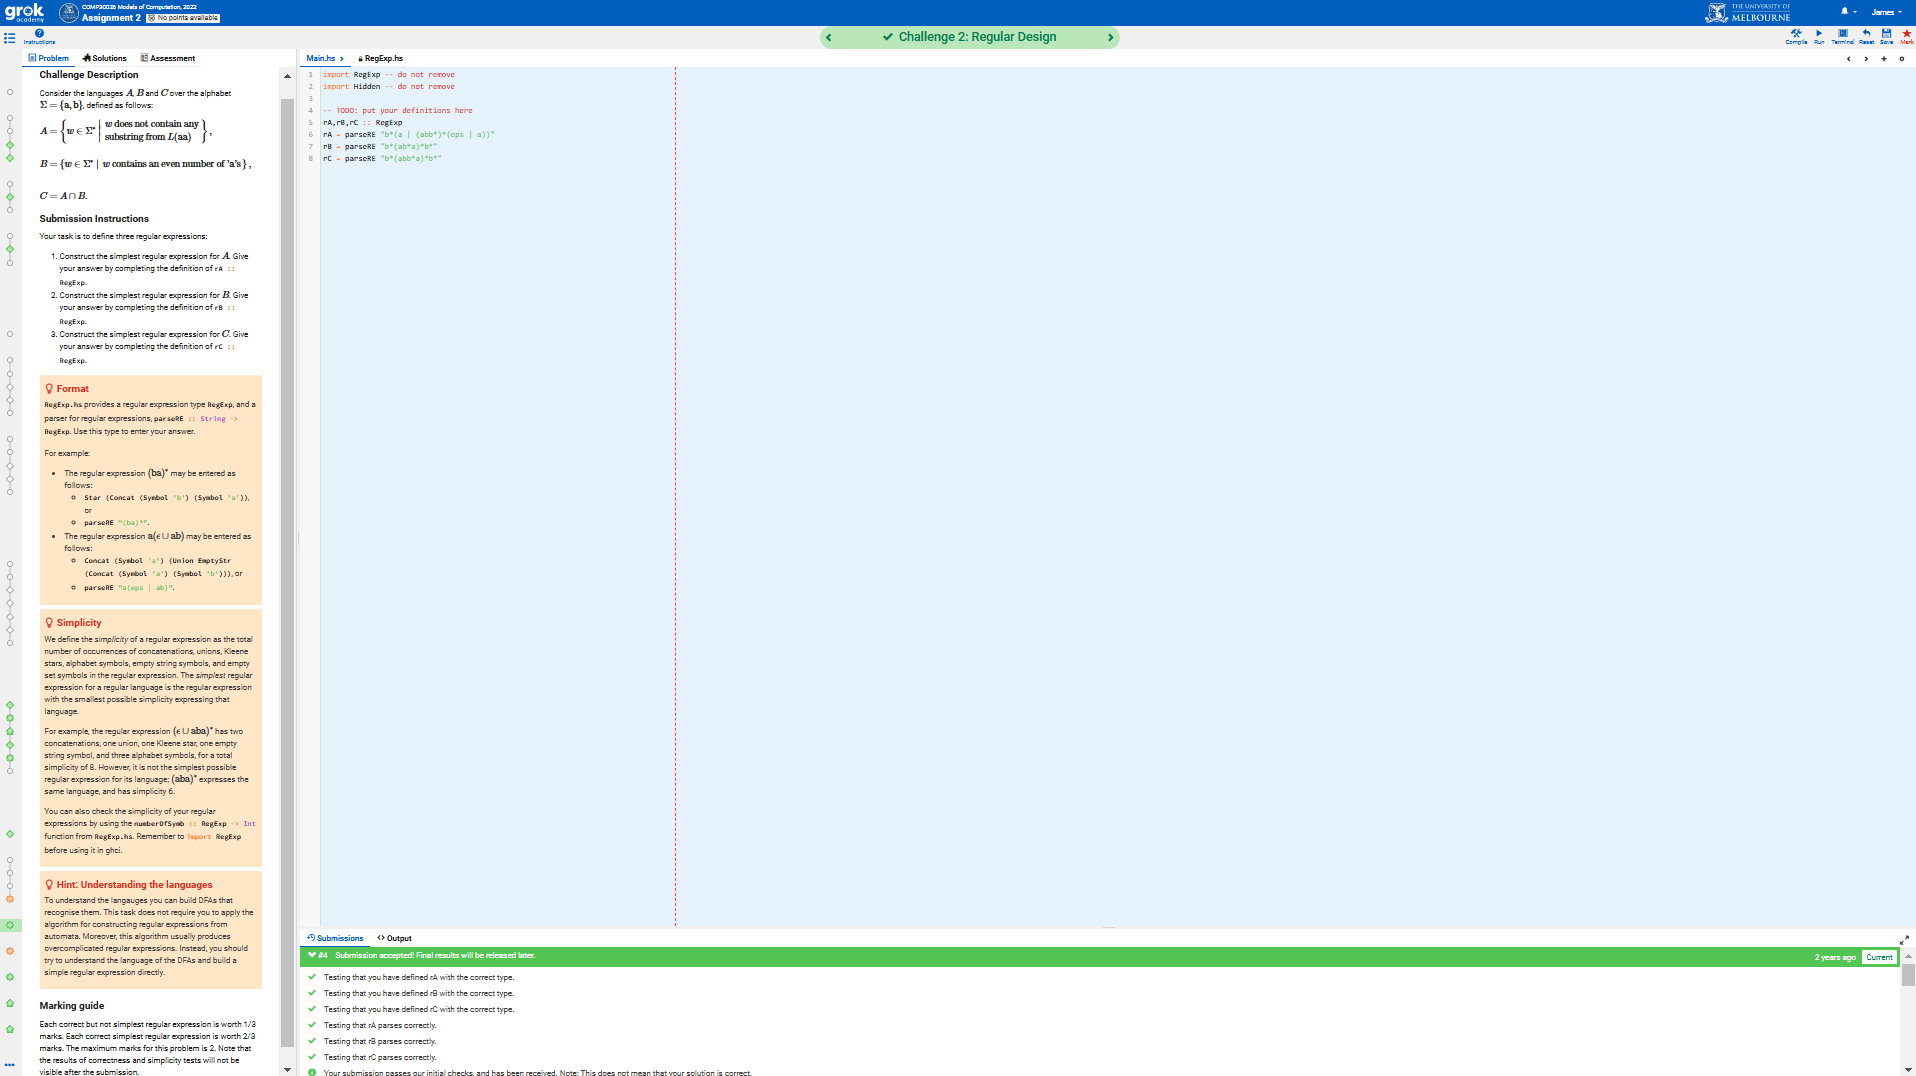 grok
academy
COMP30026 Models of Computation, 2022
Assignment 2 No points available
THE UNIVERSITY OF
MELBOURNE
James
Instructions
Challenge 2: Regular Design
Compile Run Terminal Reset Save Mark
Problem Solutions Assessment
Main.hs RegExp.hs
Challenge Description
Consider the languages A, B and C over the alphabet
Σ = {a, b}, defined as follows:
A = { w ∈ Σ* | w does not contain any
substring from L(aa) } ,
B = {w ∈ Σ* | w contains an even number of 'a's} ,
C = A ∩ B.
Submission Instructions
Your task is to define three regular expressions:
1. Construct the simplest regular expression for A. Give
your answer by completing the definition of rA ::
RegExp.
2. Construct the simplest regular expression for B. Give
your answer by completing the definition of rB ::
RegExp.
3. Construct the simplest regular expression for C. Give
your answer by completing the definition of rC ::
RegExp.
Format
RegExp.hs provides a regular expression type RegExp, and a
parser for regular expressions, parseRE :: String ->
RegExp. Use this type to enter your answer.
For example:
• The regular expression (ba)* may be entered as
follows:
Star (Concat (Symbol 'b') (Symbol 'a')),
or
parseRE "(ba)*".
• The regular expression a(ϵ ∪ ab) may be entered as
follows:
Concat (Symbol 'a') (Union EmptyStr
(Concat (Symbol 'a') (Symbol 'b'))), or
parseRE "a(eps | ab)".
Simplicity
We define the simplicity of a regular expression as the total
number of occurrences of concatenations, unions, Kleene
stars, alphabet symbols, empty string symbols, and empty
set symbols in the regular expression. The simplest regular
expression for a regular language is the regular expression
with the smallest possible simplicity expressing that
language.
For example, the regular expression (ϵ ∪ aba)* has two
concatenations, one union, one Kleene star, one empty
string symbol, and three alphabet symbols, for a total
simplicity of 8. However, it is not the simplest possible
regular expression for its language; (aba)* expresses the
same language, and has simplicity 6.
You can also check the simplicity of your regular
expressions by using the numberOfSymb :: RegExp -> Int
function from RegExp.hs. Remember to import RegExp
before using it in ghci.
Hint: Understanding the languages
To understand the langauges you can build DFAs that
recognise them. This task does not require you to apply the
algorithm for constructing regular expressions from
automata. Moreover, this algorithm usually produces
overcomplicated regular expressions. Instead, you should
try to understand the language of the DFAs and build a
simple regular expression directly.
Marking guide
Each correct but not simplest regular expression is worth 1/3
marks. Each correct simplest regular expression is worth 2/3
marks. The maximum marks for this problem is 2. Note that
the results of correctness and simplicity tests will not be
visible after the submission.
1 import RegExp -- do not remove
2 import Hidden -- do not remove
3
4 -- TODO: put your definitions here
5 rA,rB,rC :: RegExp
6 rA = parseRE "b*(a | (abb*)*(eps | a))"
7 rB = parseRE "b*(ab*a)*b*"
8 rC = parseRE "b*(abb*a)*b*"
Submissions <> Output
#4 Submission accepted! Final results will be released later. 2 years ago Current
Testing that you have defined rA with the correct type.
Testing that you have defined rB with the correct type.
Testing that you have defined rC with the correct type.
Testing that rA parses correctly.
Testing that rB parses correctly.
Testing that rC parses correctly.
Your submission passes our initial checks, and has been received. Note: This does not mean that your solution is correct.